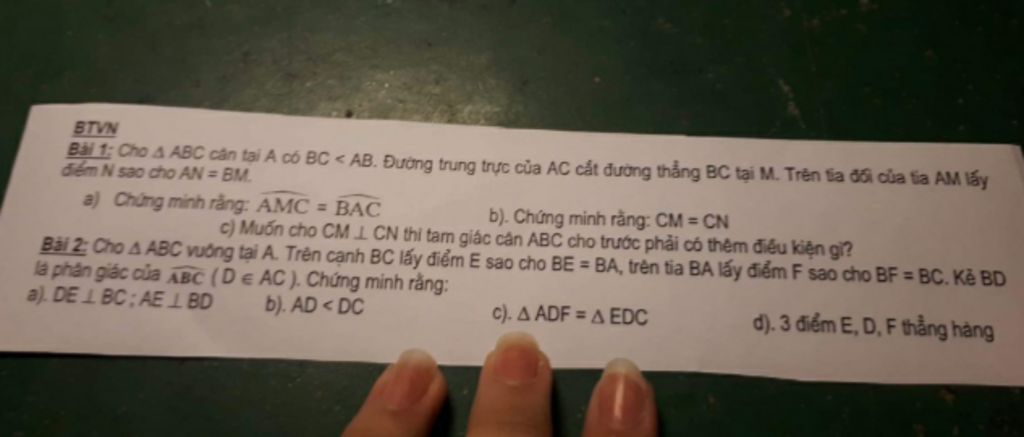 BTVN
Bài 1: Cho Δ ABC cân tại A có BC < AB. Đường trung trực của AC cắt đường thẳng BC tại M. Trên tia đối của tia AM lấy
điểm N sao cho AN = BM.
a) Chứng minh rằng: AMC = BAC b). Chứng minh rằng: CM = CN
c) Muốn cho CM ⊥ CN thì tam giác cân ABC cho trước phải có thêm điều kiện gì?
Bài 2: Cho Δ ABC vuông tại A. Trên cạnh BC lấy điểm E sao cho BE = BA, trên tia BA lấy điểm F sao cho BF = BC. Kẻ BD
là phân giác của ABC ( D ∈ AC ). Chứng minh rằng:
a). DE ⊥ BC ; AE ⊥ BD b). AD < DC c). Δ ADF = Δ EDC d). 3 điểm E, D, F thẳng hàng